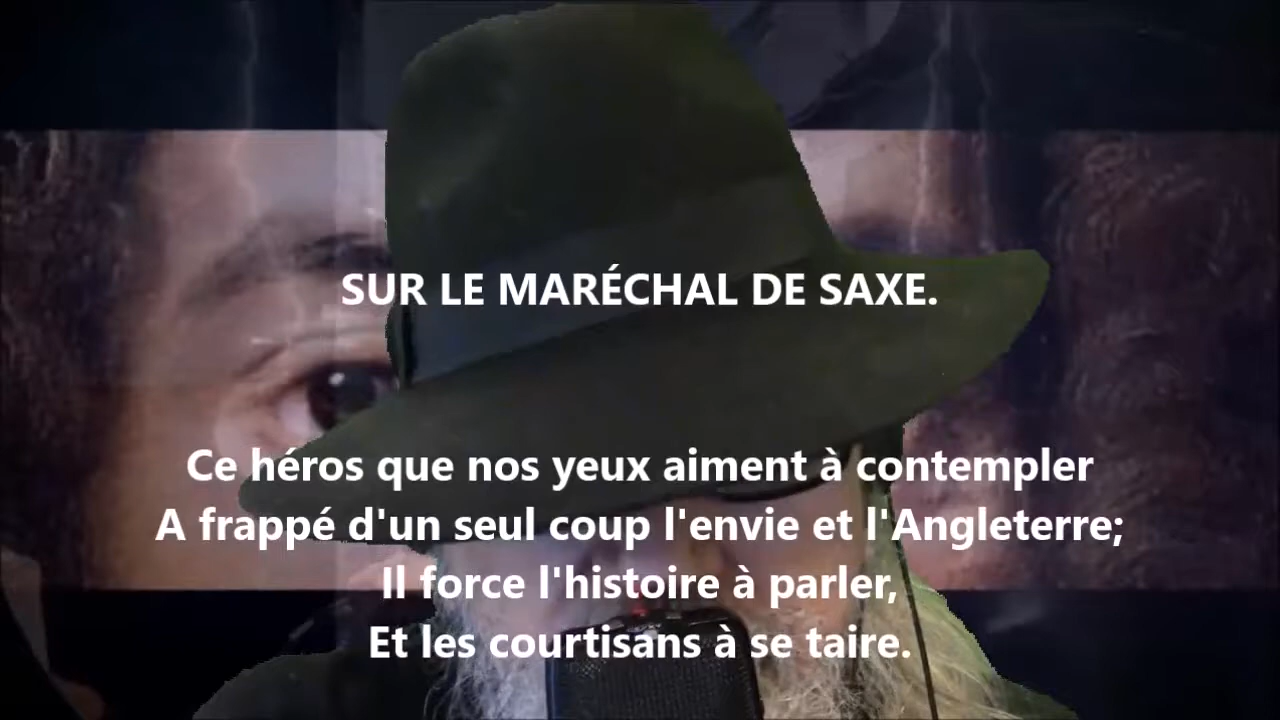 SUR LE MARÉCHAL DE SAXE.
Ce héros que nos yeux aiment à contempler
A frappé d'un seul coup l'envie et l'Angleterre;
Il force l'histoire à parler,
Et les courtisans à se taire.